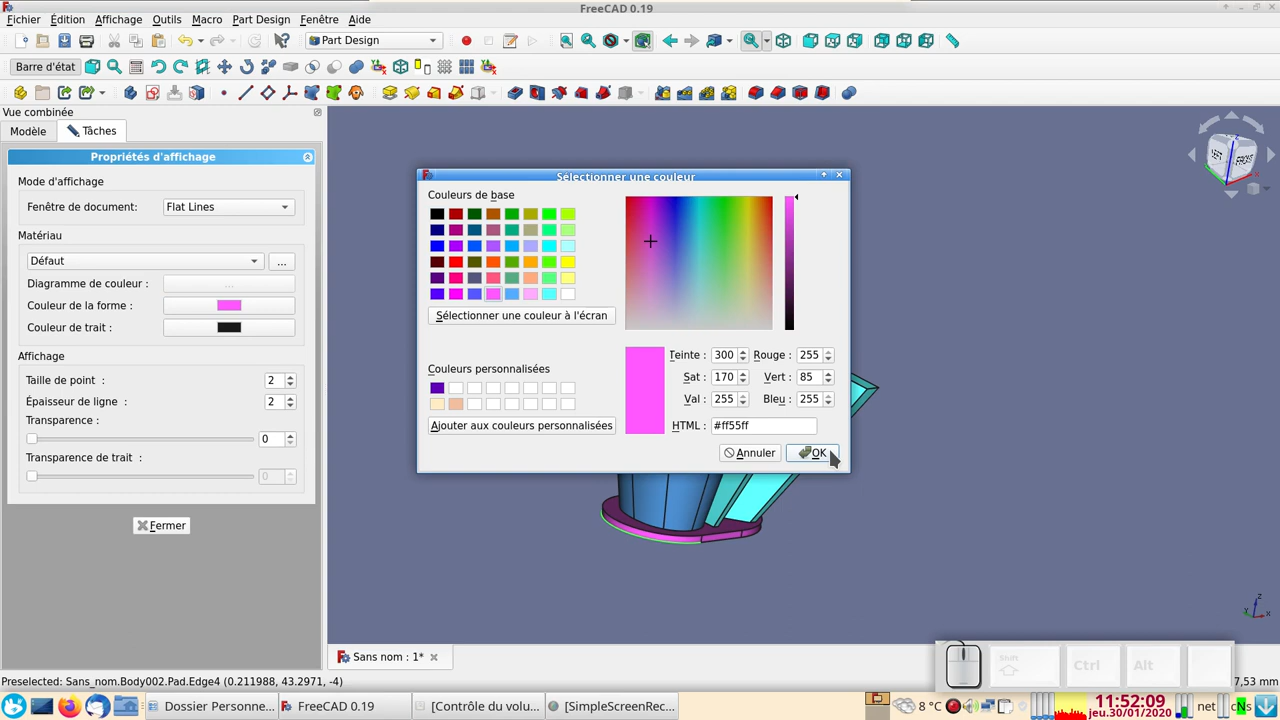 FreeCAD 0.19
Fichier Édition Affichage Outils Macro Part Design Fenêtre Aide
Part Design
Barre d'état
Vue combinée
Modèle Tâches
Propriétés d'affichage
Mode d'affichage
Fenêtre de document: Flat Lines
Matériau
Défaut ...
Diagramme de couleur : ...
Couleur de la forme :
Couleur de trait :
Affichage
Taille de point : 2
Épaisseur de ligne : 2
Transparence :
0
Transparence de trait :
0
Fermer
Sélectionner une couleur
Couleurs de base
Sélectionner une couleur à l'écran
Couleurs personnalisées
Ajouter aux couleurs personnalisées
Teinte : 300 Rouge : 255
Sat : 170 Vert : 85
Val : 255 Bleu : 255
HTML : #ff55ff
Annuler OK
LEFT FRONT
Z
X
Sans nom : 1*
Shift Ctrl Alt
Preselected: Sans_nom.Body002.Pad.Edge4 (0.211988, 43.2971, -4)
7,53 mm
Dossier Personne... FreeCAD 0.19 [Contrôle du volu... [SimpleScreenRec...
8 °C
11:52:09
jeu.30/01/2020
net